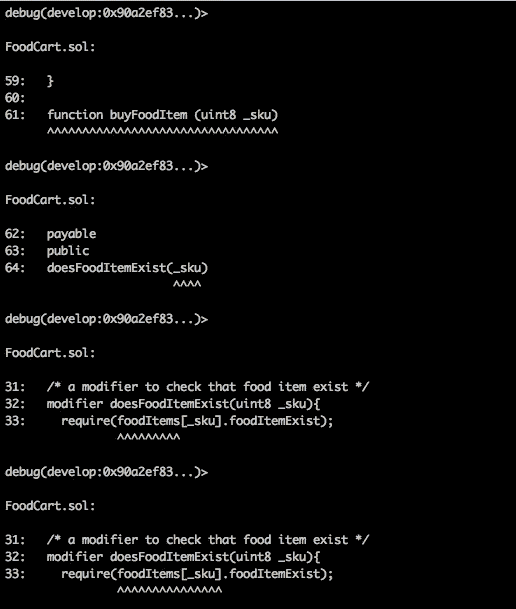 debug(develop:0x90a2ef83...)>
FoodCart.sol:
59:   }
60:
61:   function buyFoodItem (uint8 _sku)
      ^^^^^^^^^^^^^^^^^^^^^^^^^^^^^^^^^
debug(develop:0x90a2ef83...)>
FoodCart.sol:
62:   payable
63:   public
64:   doesFoodItemExist(_sku)
                        ^^^^
debug(develop:0x90a2ef83...)>
FoodCart.sol:
31:   /* a modifier to check that food item exist */
32:   modifier doesFoodItemExist(uint8 _sku){
33:     require(foodItems[_sku].foodItemExist);
                ^^^^^^^^^
debug(develop:0x90a2ef83...)>
FoodCart.sol:
31:   /* a modifier to check that food item exist */
32:   modifier doesFoodItemExist(uint8 _sku){
33:     require(foodItems[_sku].foodItemExist);
                ^^^^^^^^^^^^^^^